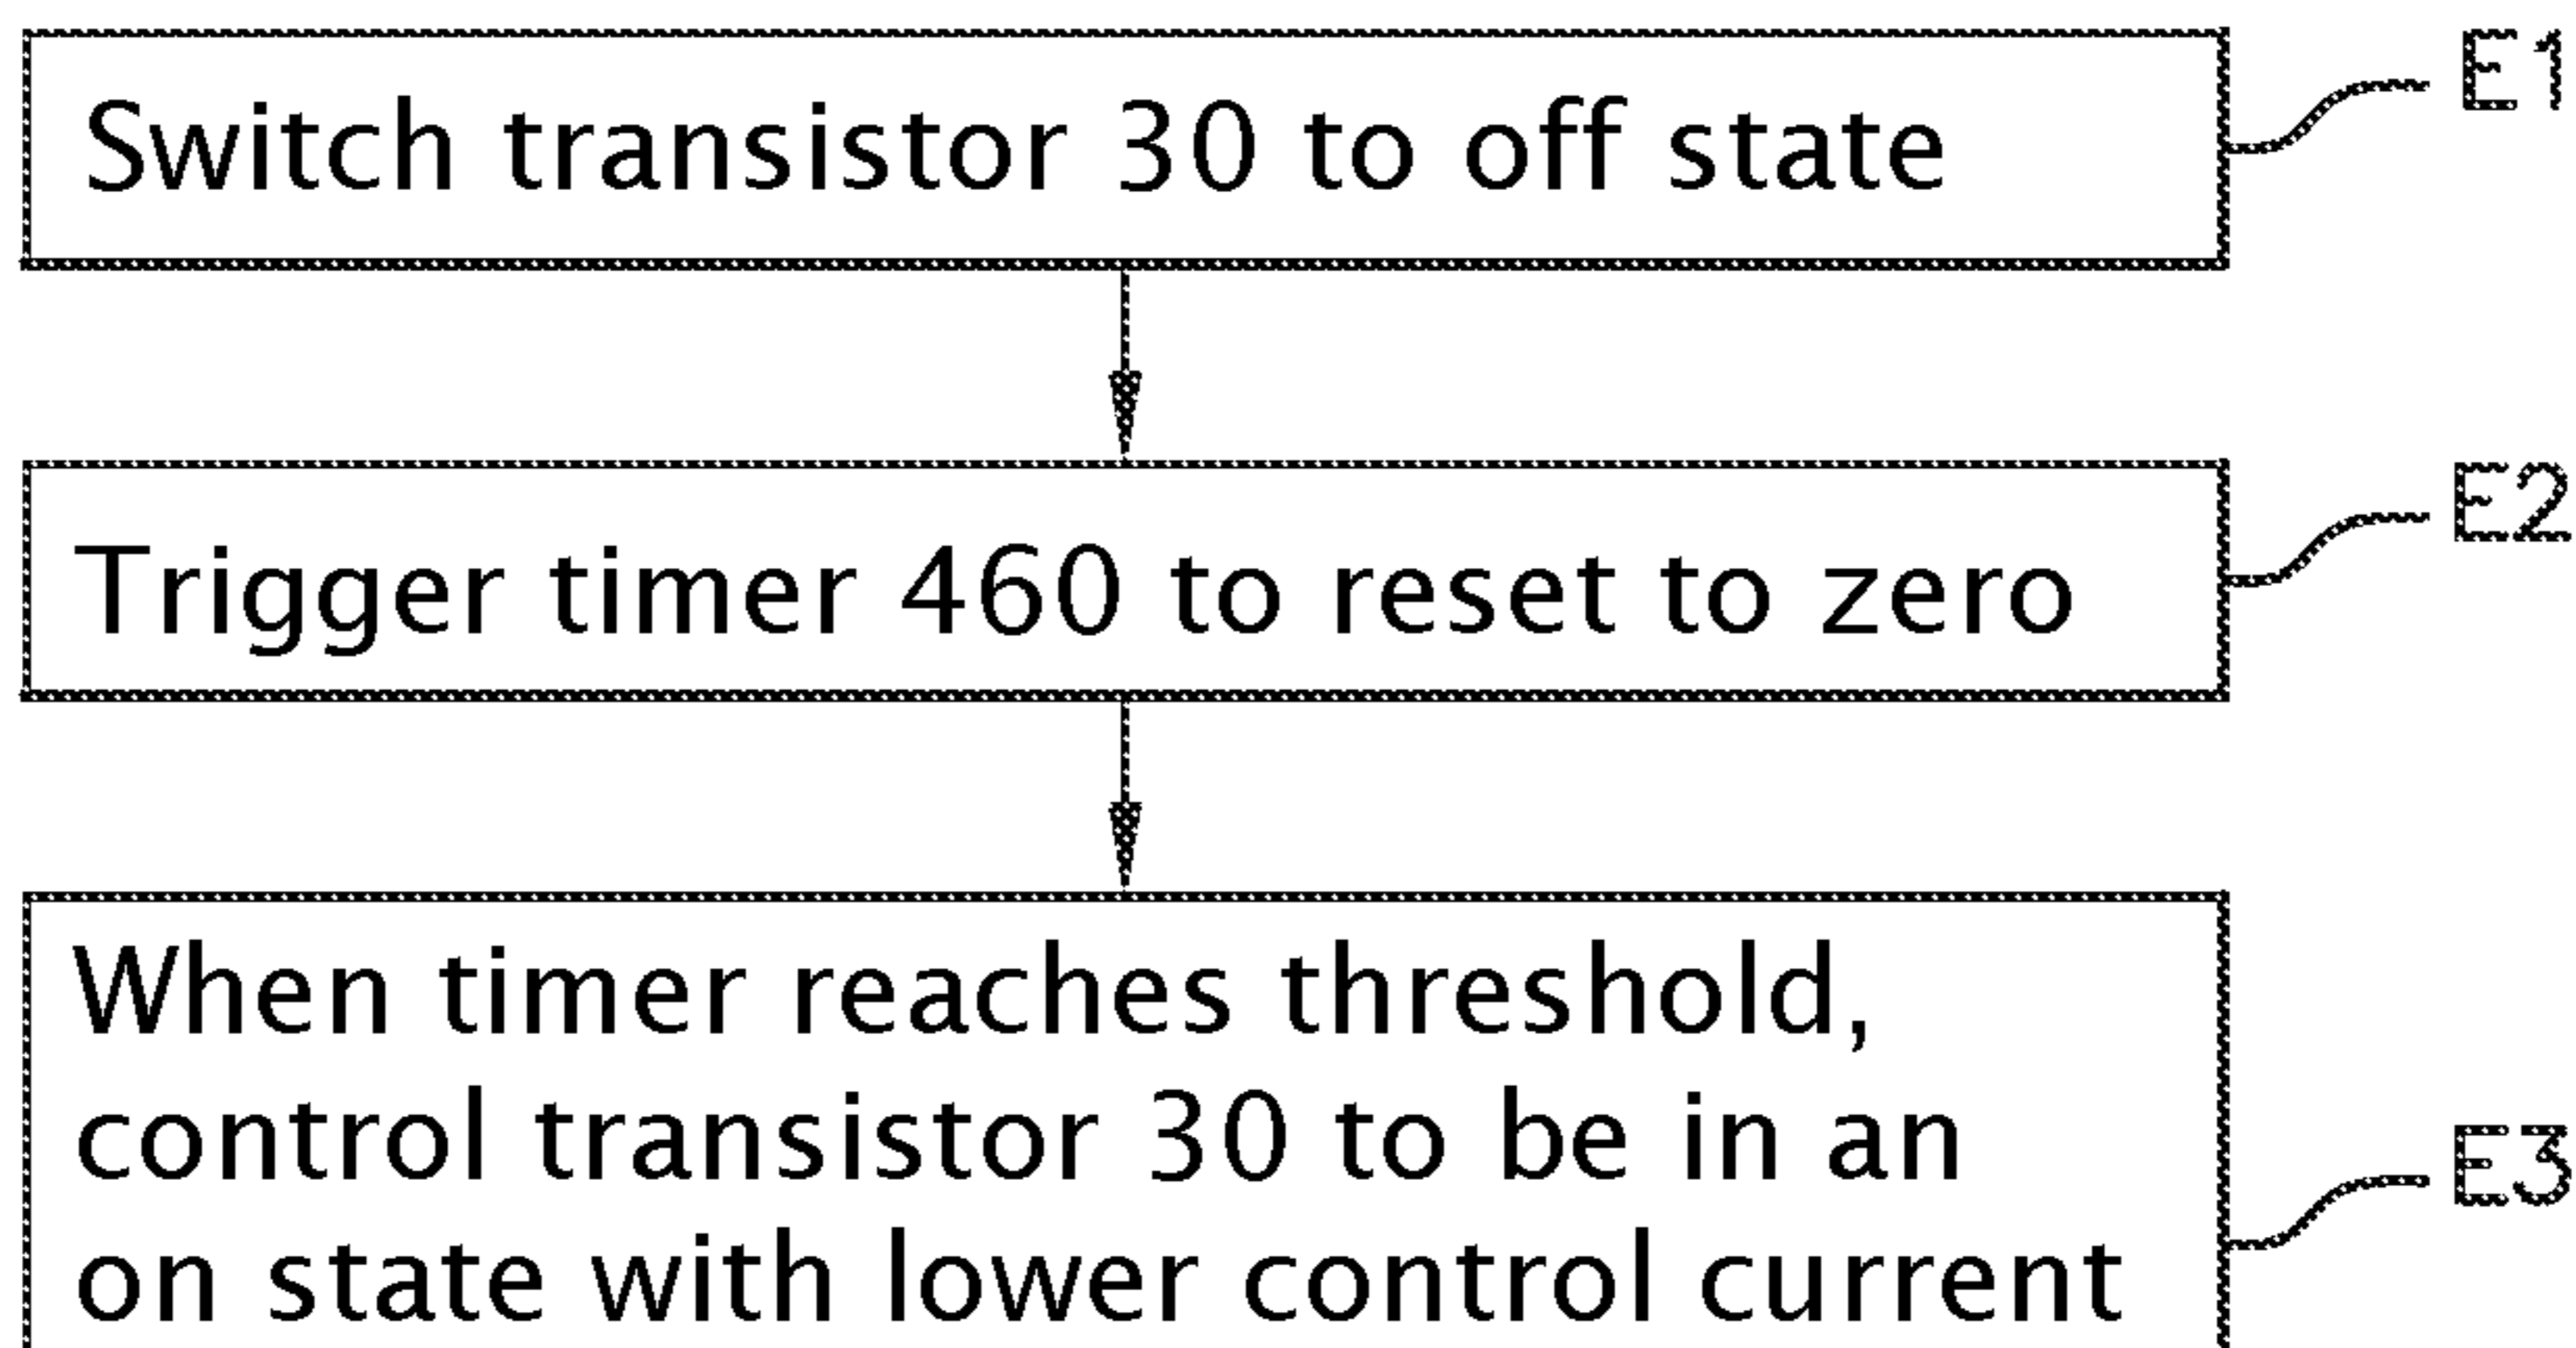 Switch transistor 30 to off state
E1
Trigger timer 460 to reset to zero
E2
When timer reaches threshold,
control transistor 30 to be in an
on state with lower control current
E3